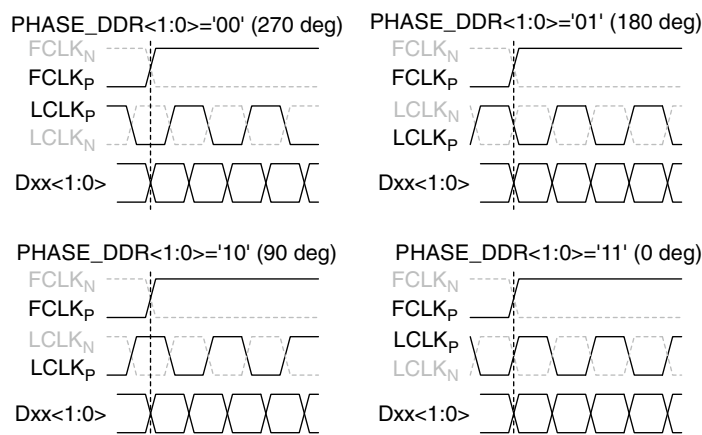 PHASE_DDR<1:0>='00' (270 deg)
FCLKN
FCLKP
LCLKP
LCLKN
Dxx<1:0>
PHASE_DDR<1:0>='01' (180 deg)
FCLKN
FCLKP
LCLKN
LCLKP
Dxx<1:0>
PHASE_DDR<1:0>='10' (90 deg)
FCLKN
FCLKP
LCLKN
LCLKP
Dxx<1:0>
PHASE_DDR<1:0>='11' (0 deg)
FCLKN
FCLKP
LCLKP
LCLKN
Dxx<1:0>